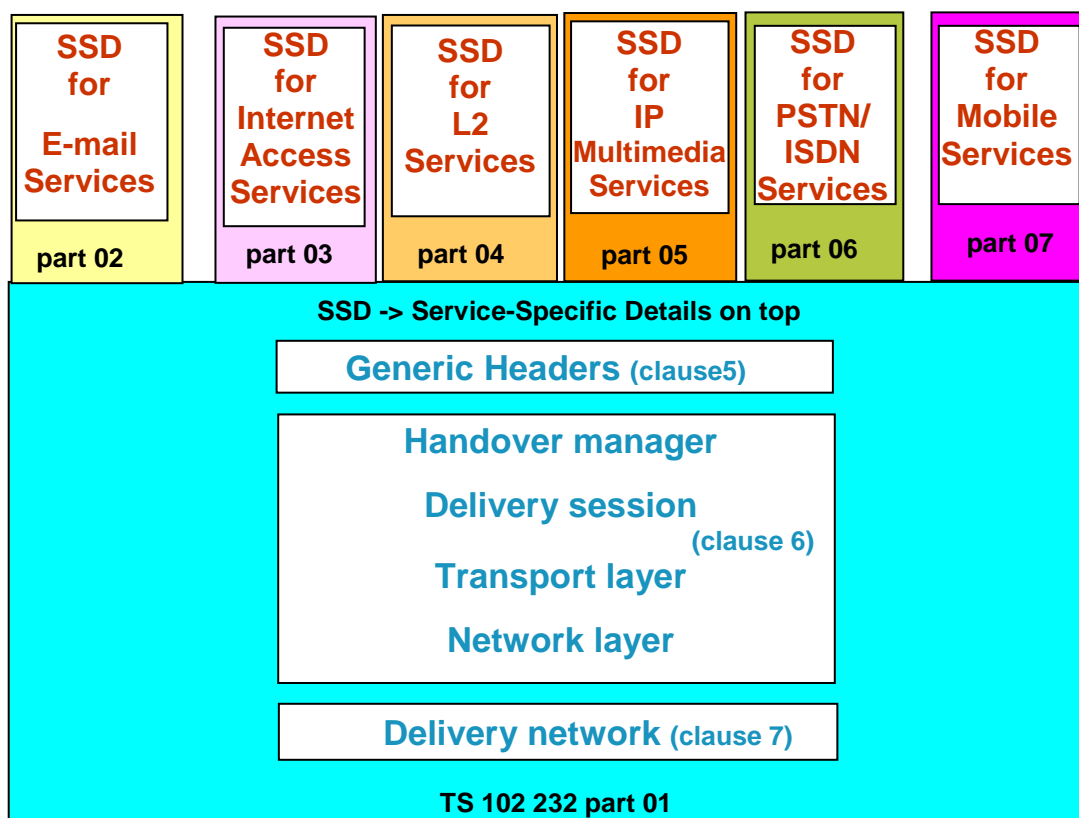 SSD
for
E-mail
Services
part 02
SSD
for
Internet
Access
Services
part 03
SSD
for
L2
Services
part 04
SSD
for
IP
Multimedia
Services
part 05
SSD
for
PSTN/
ISDN
Services
part 06
SSD
for
Mobile
Services
part 07
SSD -> Service-Specific Details on top
Generic Headers (clause5)
Handover manager
Delivery session
(clause 6)
Transport layer
Network layer
Delivery network (clause 7)
TS 102 232 part 01